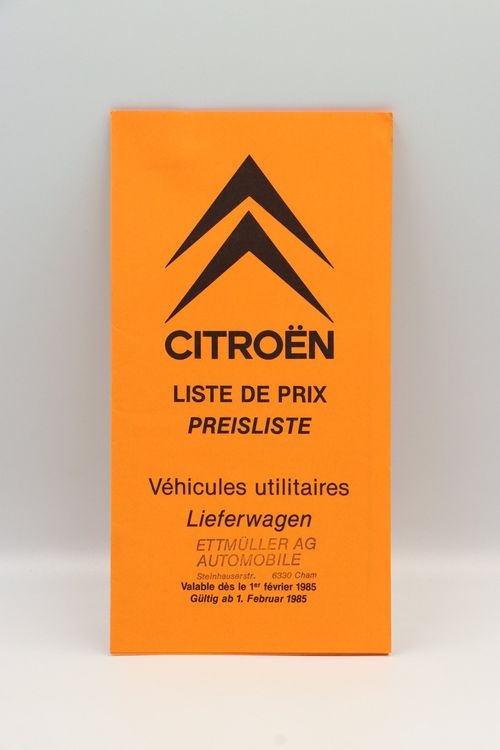 CITROËN
LISTE DE PRIX
PREISLISTE
Véhicules utilitaires
Lieferwagen
ETTMÜLLER AG
AUTOMOBILE
Steinhauserstr. 6330 Cham
Valable dès le 1er février 1985
Gültig ab 1. Februar 1985